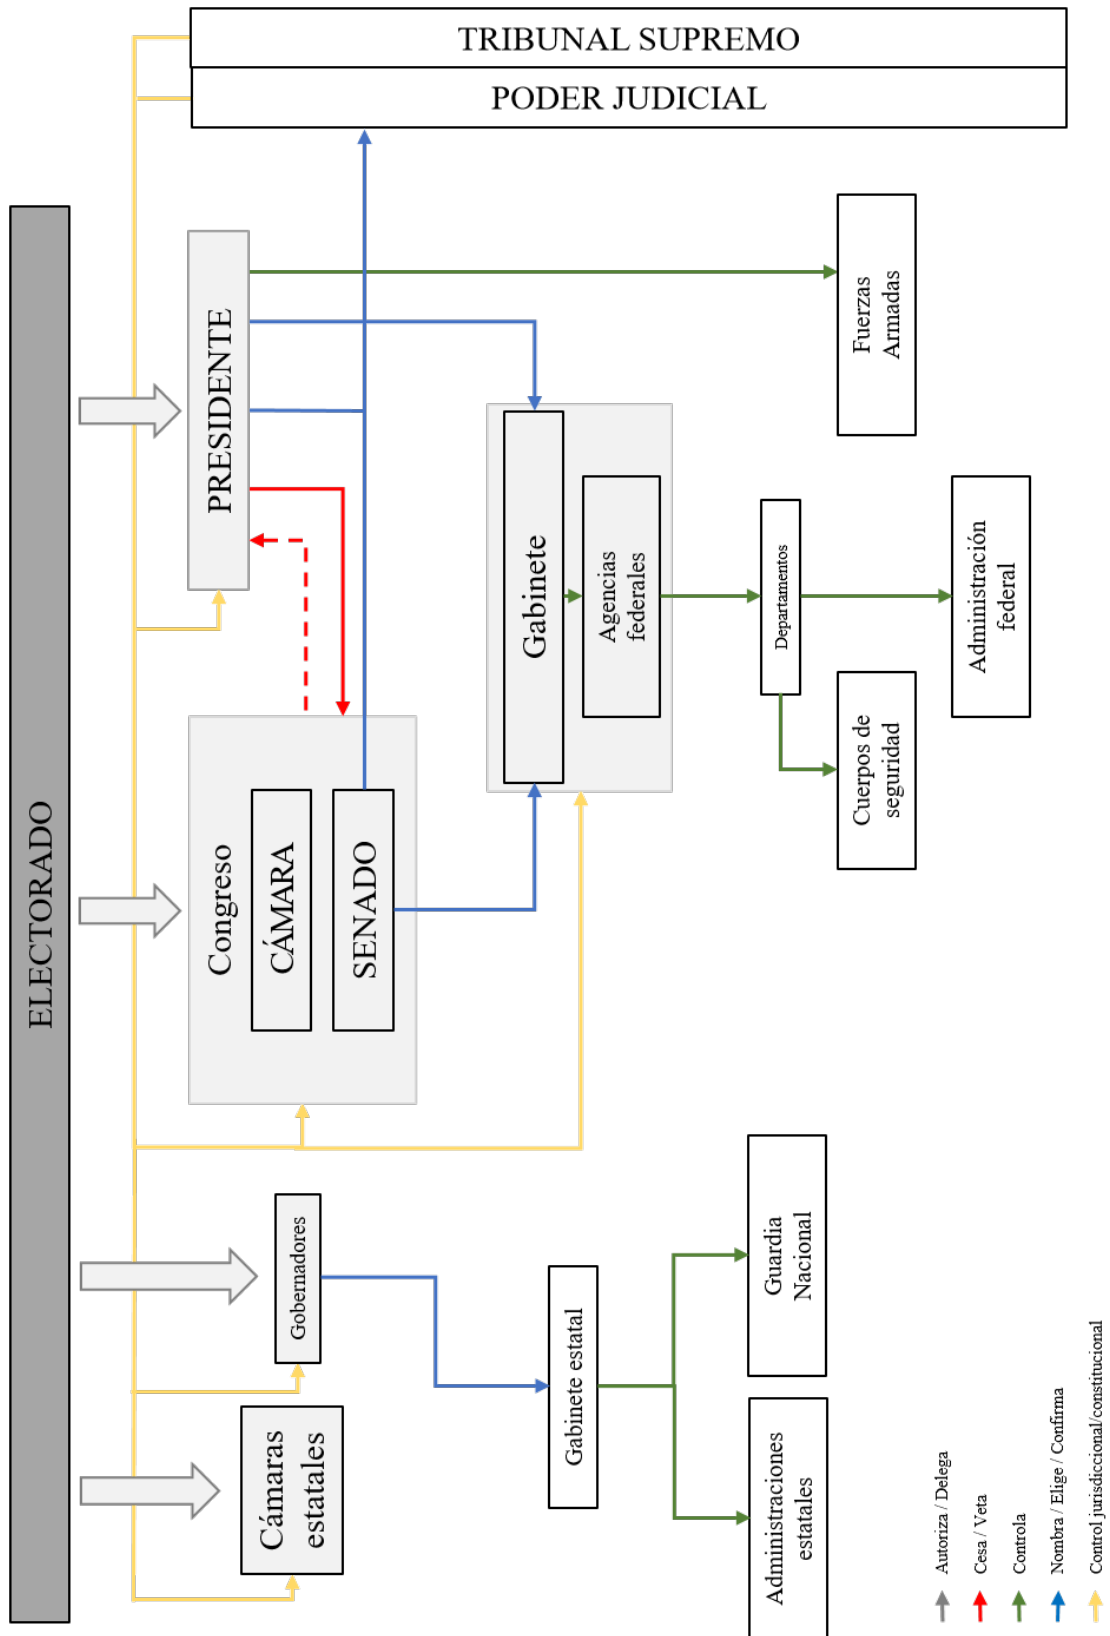 ELECTORADO
TRIBUNAL SUPREMO
PODER JUDICIAL
PRESIDENTE
Congreso
CÁMARA
SENADO
Gobernadores
Cámaras
estatales
Gabinete
Agencias
federales
Departamentos
Fuerzas
Armadas
Cuerpos de
seguridad
Administración
federal
Gabinete estatal
Guardia
Nacional
Administraciones
estatales
Autoriza / Delega
Cesa / Veta
Controla
Nombra / Elige / Confirma
Control jurisdiccional/constitucional